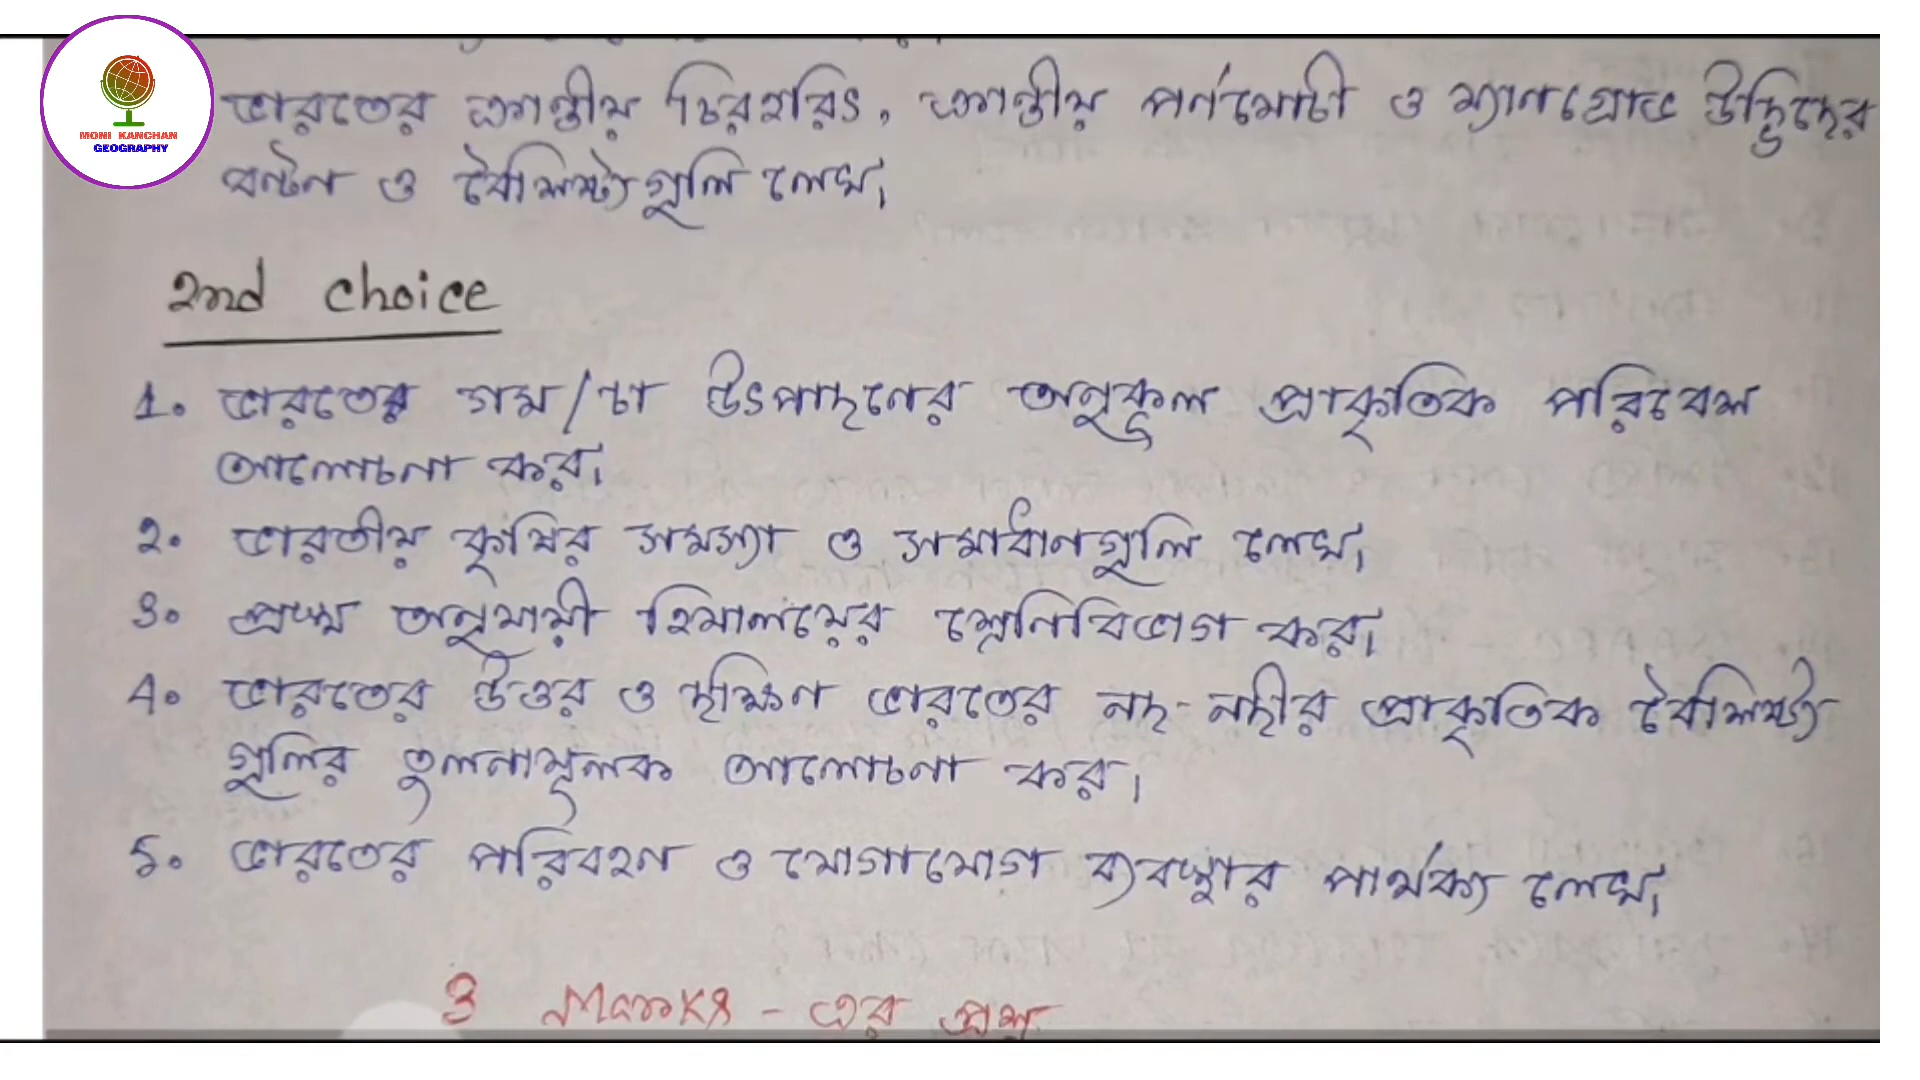 MONI KANCHAN
GEOGRAPHY
ভারতের ক্রান্তীয় চিরহরিৎ, ক্রান্তীয় পর্ণমোচী ও ম্যানগ্রোভ উদ্ভিদের
বন্টন ও বৈশিষ্ট্যগুলি লেখ।
2nd choice
1. ভারতের গম/চা উৎপাদনের অনুকূল প্রাকৃতিক পরিবেশ
আলোচনা কর।
2. ভারতীয় কৃষির সমস্যা ও সমাধানগুলি লেখ।
3. প্রস্থ অনুযায়ী হিমালয়ের শ্রেনিবিভাগ কর।
4. ভারতের উত্তর ও দক্ষিণ ভারতের নদ-নদীর প্রাকৃতিক বৈশিষ্ট্য
গুলির তুলনামূলক আলোচনা কর।
5. ভারতের পরিবহণ ও যোগাযোগ ব্যবস্থার পার্থক্য লেখ।
3 Marks - এর প্রশ্ন